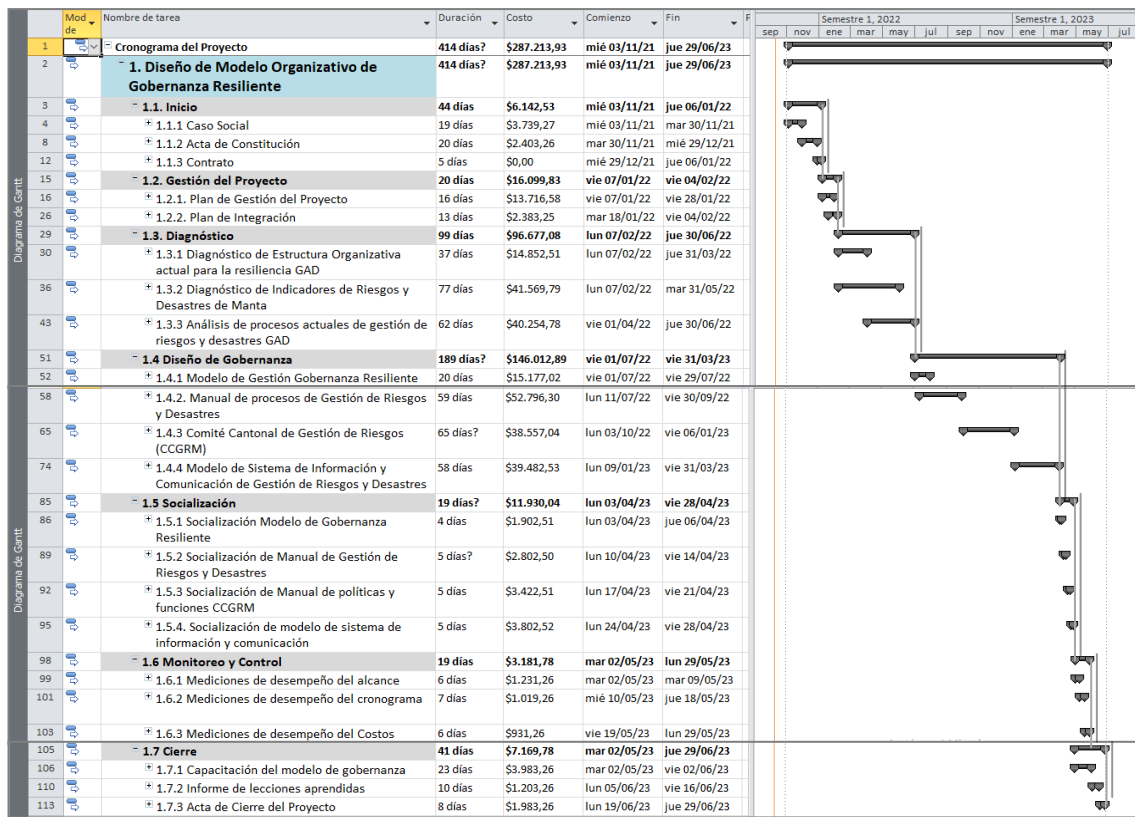 Mod de Nombre de tarea Duración Costo Comienzo Fin
Semestre 1, 2022 Semestre 1, 2023
sep nov ene mar may jul sep nov ene mar may jul
1 Cronograma del Proyecto 414 días? $287.213,93 mié 03/11/21 jue 29/06/23
2 1. Diseño de Modelo Organizativo de 414 días? $287.213,93 mié 03/11/21 jue 29/06/23
Gobernanza Resiliente
3 1.1. Inicio 44 días $6.142,53 mié 03/11/21 jue 06/01/22
4 1.1.1 Caso Social 19 días $3.739,27 mié 03/11/21 mar 30/11/21
8 1.1.2 Acta de Constitución 20 días $2.403,26 mar 30/11/21 mié 29/12/21
12 1.1.3 Contrato 5 días $0,00 mié 29/12/21 jue 06/01/22
15 1.2. Gestión del Proyecto 20 días $16.099,83 vie 07/01/22 vie 04/02/22
16 1.2.1. Plan de Gestión del Proyecto 16 días $13.716,58 vie 07/01/22 vie 28/01/22
26 1.2.2. Plan de Integración 13 días $2.383,25 mar 18/01/22 vie 04/02/22
29 1.3. Diagnóstico 99 días $96.677,08 lun 07/02/22 jue 30/06/22
30 1.3.1 Diagnóstico de Estructura Organizativa 37 días $14.852,51 lun 07/02/22 jue 31/03/22
actual para la resiliencia GAD
36 1.3.2 Diagnóstico de Indicadores de Riesgos y 77 días $41.569,79 lun 07/02/22 mar 31/05/22
Desastres de Manta
43 1.3.3 Análisis de procesos actuales de gestión de 62 días $40.254,78 vie 01/04/22 jue 30/06/22
riesgos y desastres GAD
51 1.4 Diseño de Gobernanza 189 días? $146.012,89 vie 01/07/22 vie 31/03/23
52 1.4.1 Modelo de Gestión Gobernanza Resiliente 20 días $15.177,02 vie 01/07/22 vie 29/07/22
Diagrama de Gantt
58 1.4.2. Manual de procesos de Gestión de Riesgos 59 días $52.796,30 lun 11/07/22 vie 30/09/22
y Desastres
65 1.4.3 Comité Cantonal de Gestión de Riesgos 65 días? $38.557,04 lun 03/10/22 vie 06/01/23
(CCGRM)
74 1.4.4 Modelo de Sistema de Información y 58 días $39.482,53 lun 09/01/23 vie 31/03/23
Comunicación de Gestión de Riesgos y Desastres
85 1.5 Socialización 19 días? $11.930,04 lun 03/04/23 vie 28/04/23
86 1.5.1 Socialización Modelo de Gobernanza 4 días $1.902,51 lun 03/04/23 jue 06/04/23
Resiliente
89 1.5.2 Socialización de Manual de Gestión de 5 días? $2.802,50 lun 10/04/23 vie 14/04/23
Riesgos y Desastres
92 1.5.3 Socialización de Manual de políticas y 5 días $3.422,51 lun 17/04/23 vie 21/04/23
funciones CCGRM
95 1.5.4. Socialización de modelo de sistema de 5 días $3.802,52 lun 24/04/23 vie 28/04/23
información y comunicación
98 1.6 Monitoreo y Control 19 días $3.181,78 mar 02/05/23 lun 29/05/23
99 1.6.1 Mediciones de desempeño del alcance 6 días $1.231,26 mar 02/05/23 mar 09/05/23
101 1.6.2 Mediciones de desempeño del cronograma 7 días $1.019,26 mié 10/05/23 jue 18/05/23
103 1.6.3 Mediciones de desempeño del Costos 6 días $931,26 vie 19/05/23 lun 29/05/23
Diagrama de Gantt
105 1.7 Cierre 41 días $7.169,78 mar 02/05/23 jue 29/06/23
106 1.7.1 Capacitación del modelo de gobernanza 23 días $3.983,26 mar 02/05/23 vie 02/06/23
110 1.7.2 Informe de lecciones aprendidas 10 días $1.203,26 lun 05/06/23 vie 16/06/23
113 1.7.3 Acta de Cierre del Proyecto 8 días $1.983,26 lun 19/06/23 jue 29/06/23